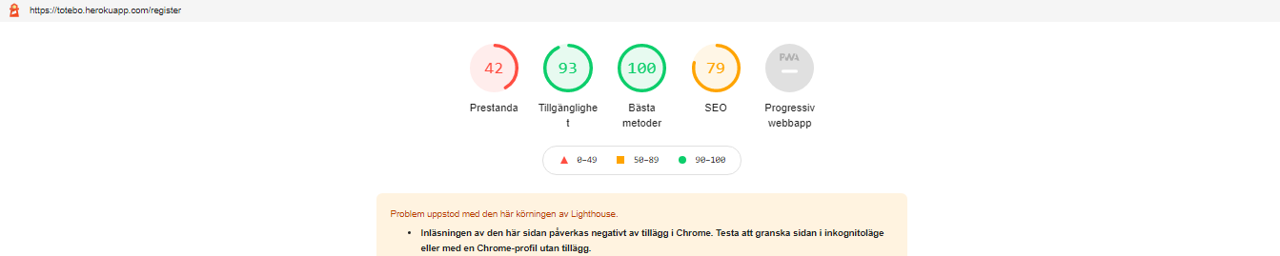 https://totebo.herokuapp.com/register
42 93 100 79 PWA
Prestanda Tillgänglighe Bästa SEO Progressiv
t metoder webbapp
0–49 50–89 90–100
Problem uppstod med den här körningen av Lighthouse.
• Inläsningen av den här sidan påverkas negativt av tillägg i Chrome. Testa att granska sidan i inkognitoläge
eller med en Chrome-profil utan tillägg.